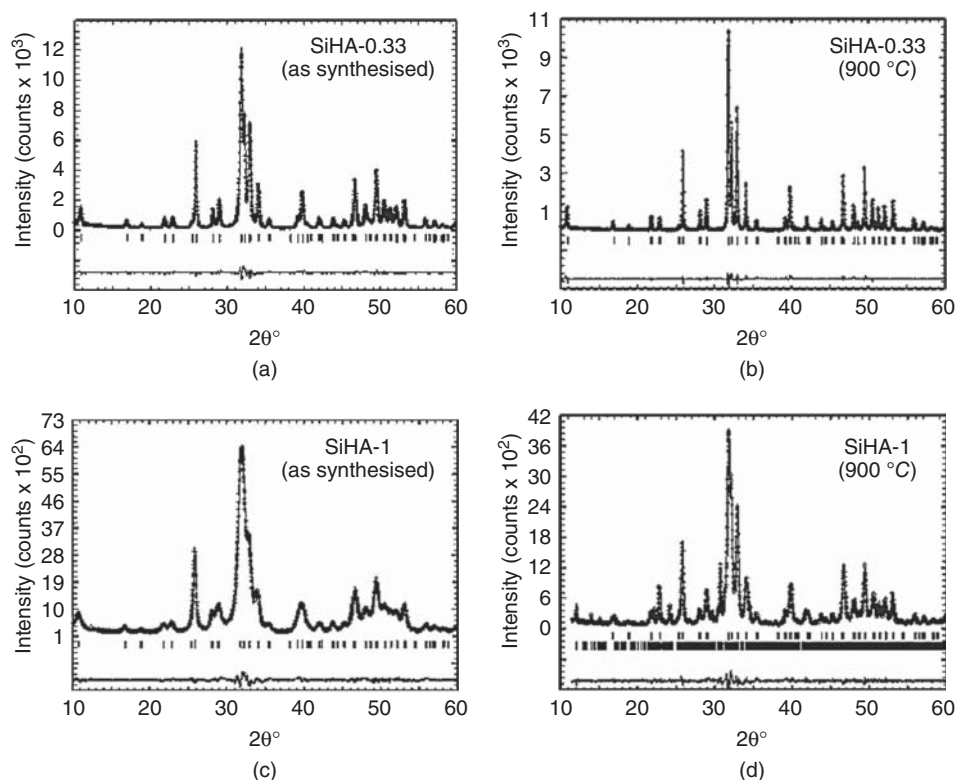 Intensity (counts x 10³)
12
10
8
6
4
2
0
SiHA-0.33
(as synthesised)
10 20 30 40 50 60
2θ°
(a)
Intensity (counts x 10³)
11
9
7
5
3
1
SiHA-0.33
(900 °C)
10 20 30 40 50 60
2θ°
(b)
Intensity (counts x 10²)
73
64
55
46
37
28
19
10
1
SiHA-1
(as synthesised)
10 20 30 40 50 60
2θ°
(c)
Intensity (counts x 10²)
42
36
30
24
18
12
6
0
SiHA-1
(900 °C)
10 20 30 40 50 60
2θ°
(d)